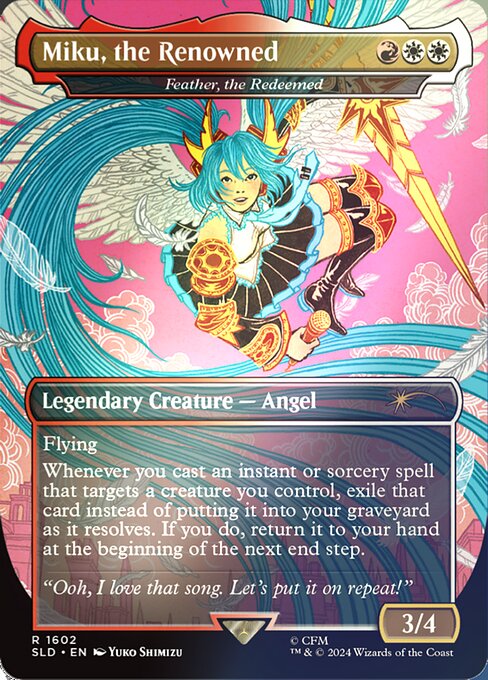 Miku, the Renowned
Feather, the Redeemed
Legendary Creature — Angel
Flying
Whenever you cast an instant or sorcery spell
that targets a creature you control, exile that
card instead of putting it into your graveyard
as it resolves. If you do, return it to your hand
at the beginning of the next end step.
“Ooh, I love that song. Let’s put it on repeat!”
3/4
R 1602
SLD • EN Yuko Shimizu
© CFM
™ & © 2024 Wizards of the Coast